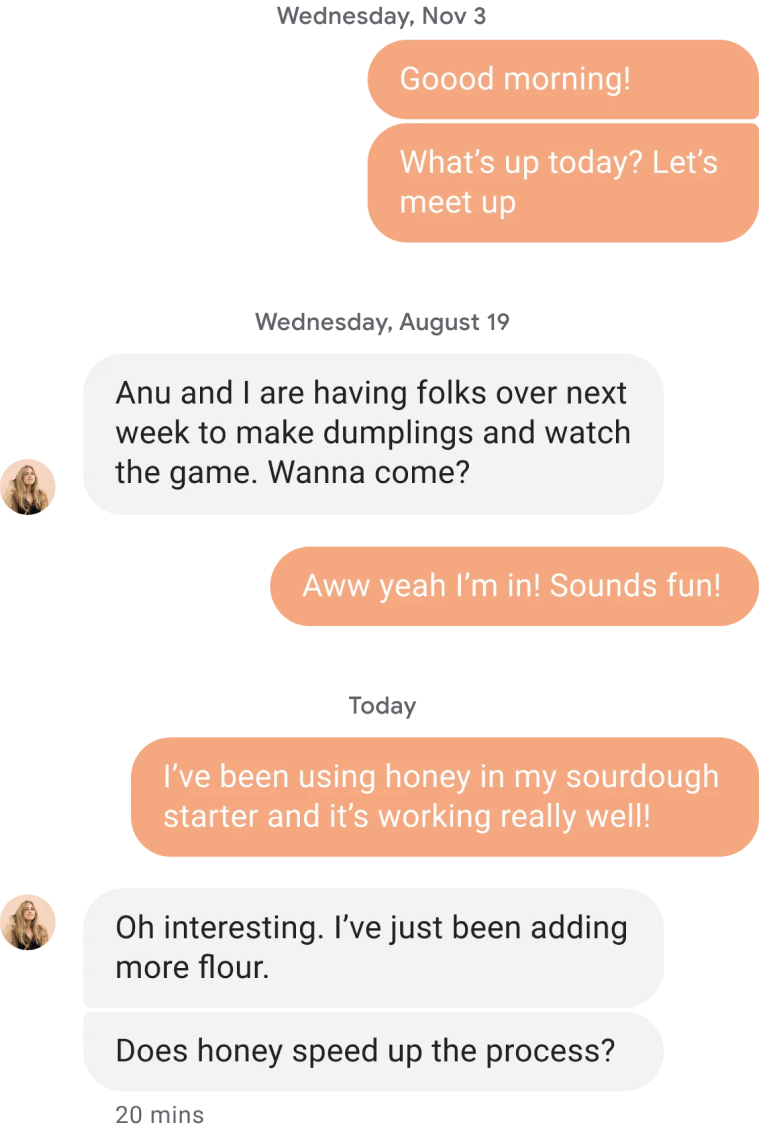 Wednesday, Nov 3
Goood morning!
What’s up today? Let’s
meet up
Wednesday, August 19
Anu and I are having folks over next
week to make dumplings and watch
the game. Wanna come?
Aww yeah I’m in! Sounds fun!
Today
I’ve been using honey in my sourdough
starter and it’s working really well!
Oh interesting. I’ve just been adding
more flour.
Does honey speed up the process?
20 mins